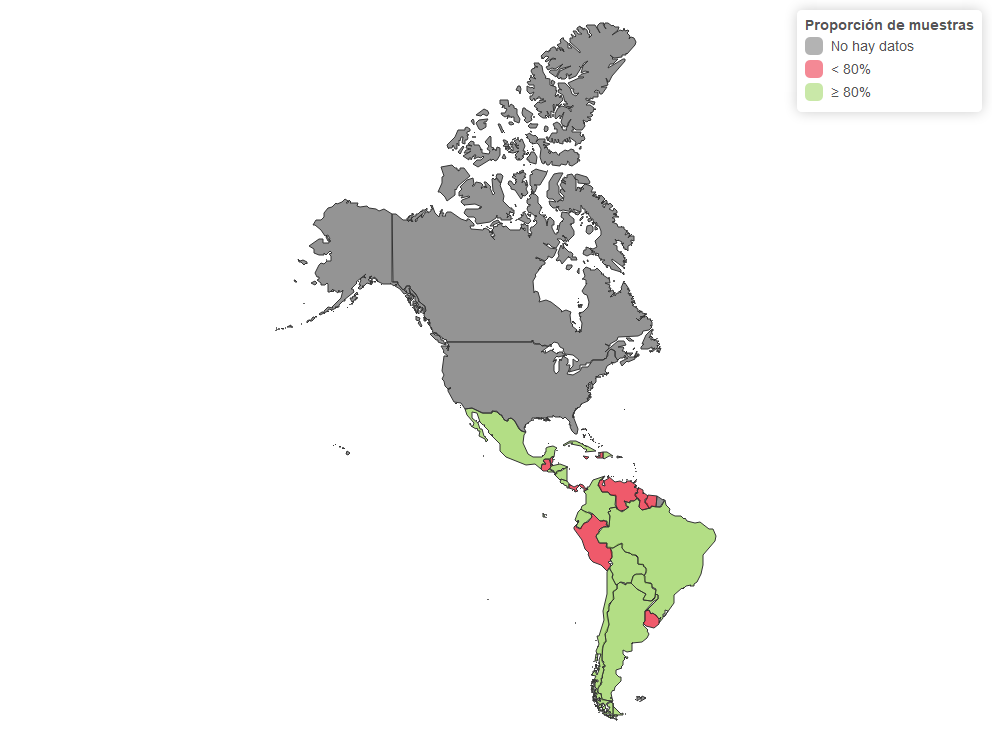 Proporción de muestras
No hay datos
< 80%
≥ 80%